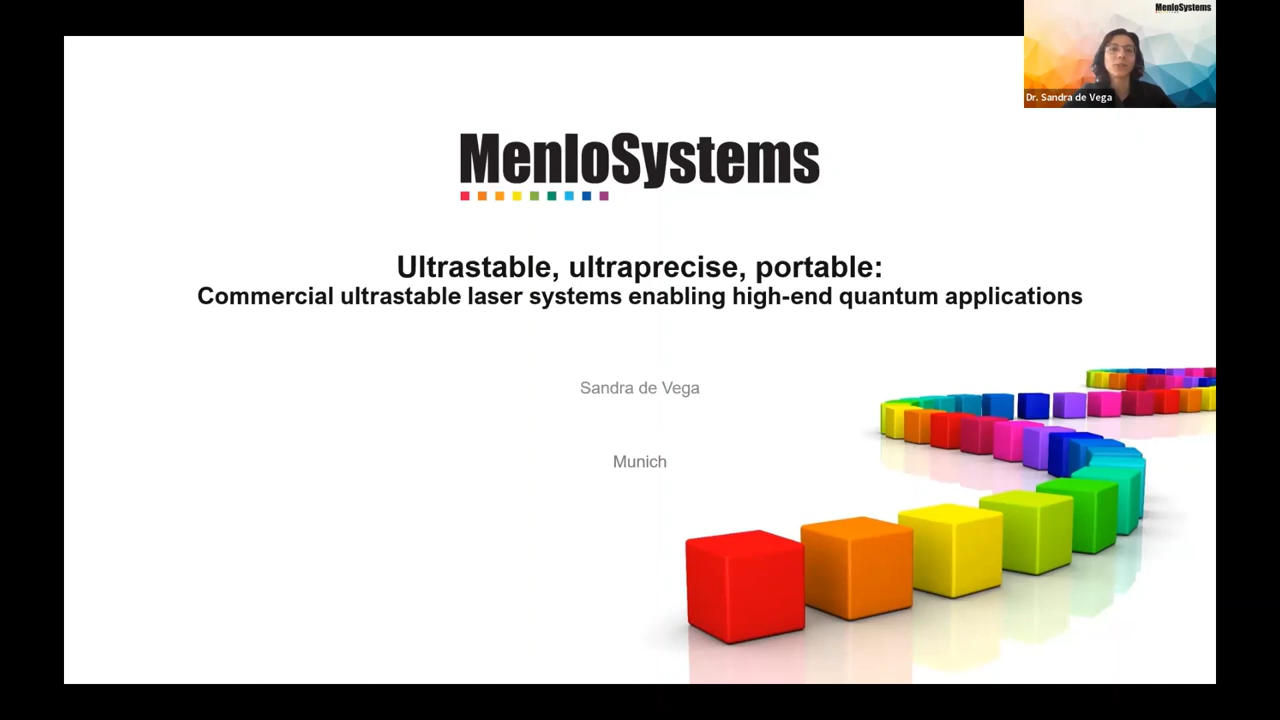 MenloSystems
Dr. Sandra de Vega
MenloSystems
Ultrastable, ultraprecise, portable:
Commercial ultrastable laser systems enabling high-end quantum applications
Sandra de Vega
Munich